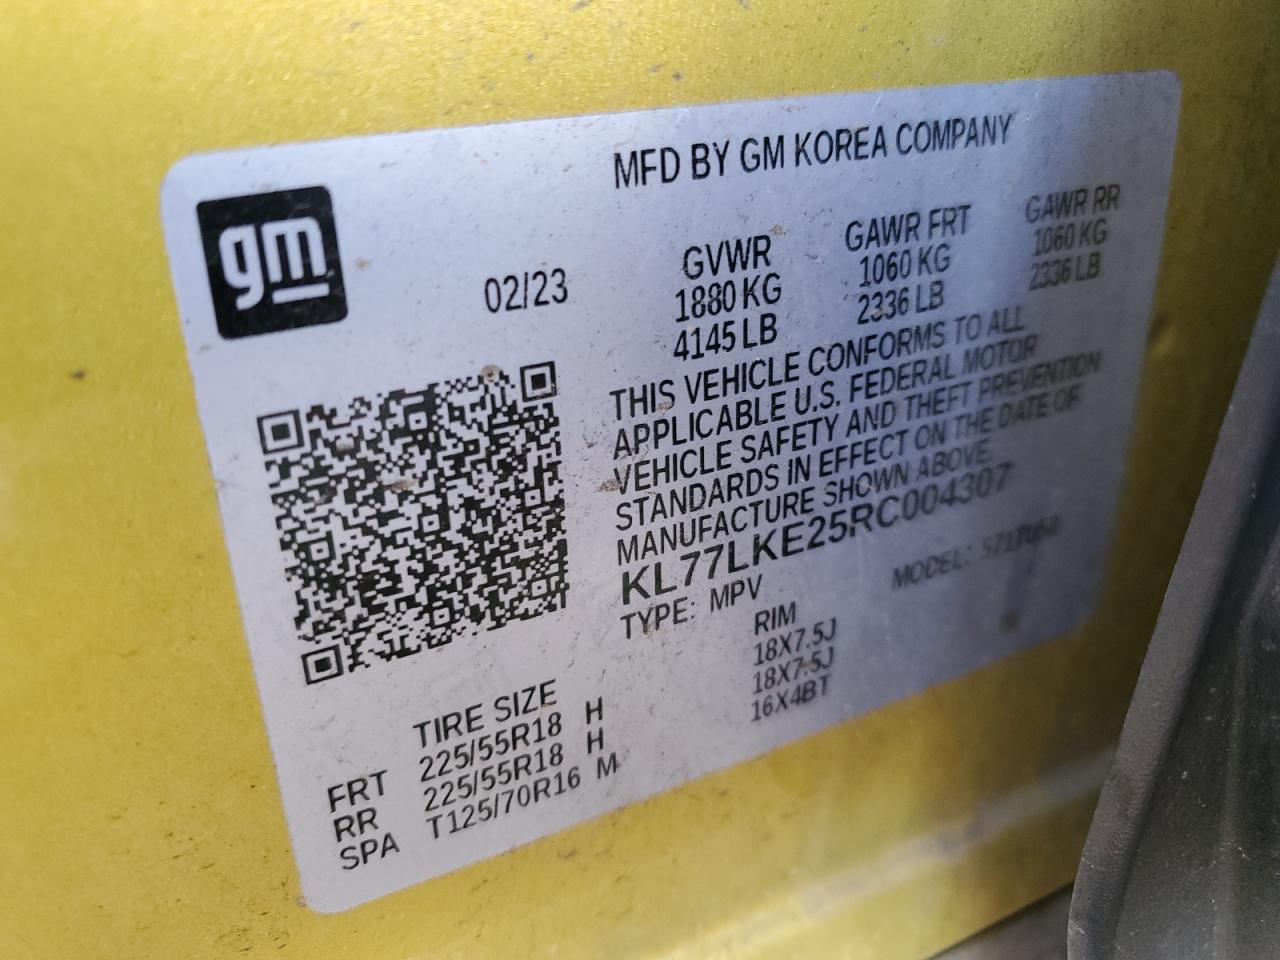 gm
MFD BY GM KOREA COMPANY
02/23
GVWR GAWR FRT GAWR RR
1880 KG 1060 KG 1060 KG
4145 LB 2336 LB 2336 LB
THIS VEHICLE CONFORMS TO ALL
APPLICABLE U.S. FEDERAL MOTOR
VEHICLE SAFETY AND THEFT PREVENTION
STANDARDS IN EFFECT ON THE DATE OF
MANUFACTURE SHOWN ABOVE
KL77LKE25RC004307
TYPE: MPV MODEL:
TIRE SIZE RIM
FRT 225/55R18 H 18X7.5J
RR 225/55R18 H 18X7.5J
SPA T125/70R16 M 16X4BT